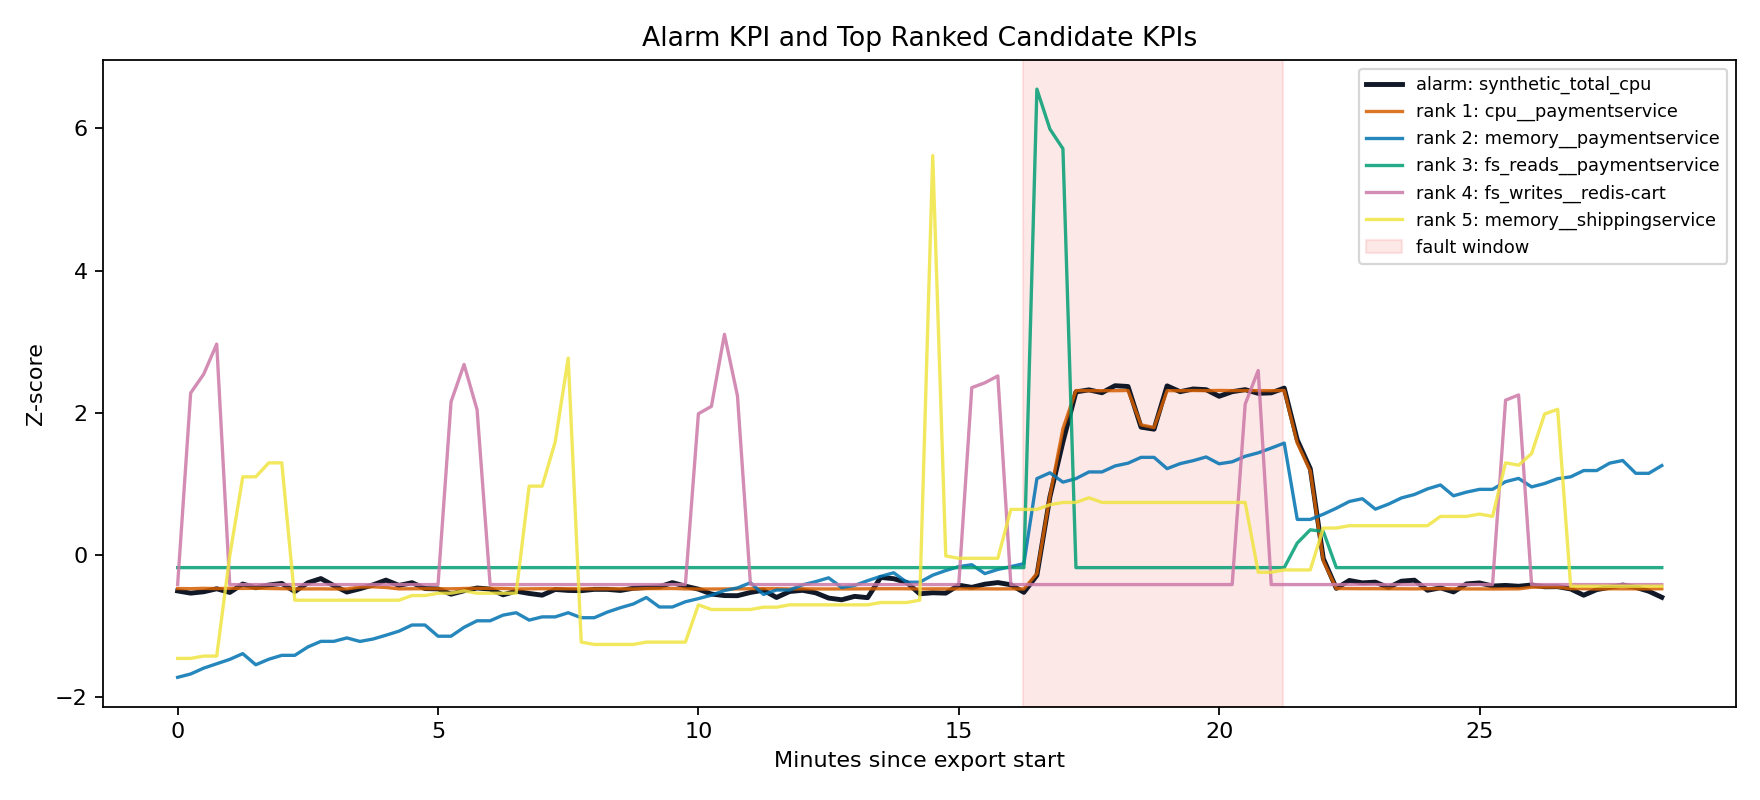 Alarm KPI and Top Ranked Candidate KPIs
Z-score
6
4
2
0
−2
alarm: synthetic_total_cpu
rank 1: cpu__paymentservice
rank 2: memory__paymentservice
rank 3: fs_reads__paymentservice
rank 4: fs_writes__redis-cart
rank 5: memory__shippingservice
fault window
0 5 10 15 20 25
Minutes since export start